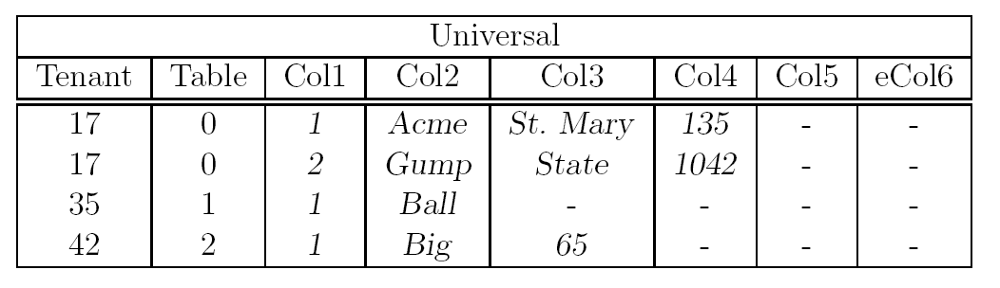 Universal
Tenant Table Col1 Col2 Col3 Col4 Col5 eCol6
17 0 1 Acme St. Mary 135 - -
17 0 2 Gump State 1042 - -
35 1 1 Ball - - - -
42 2 1 Big 65 - - -